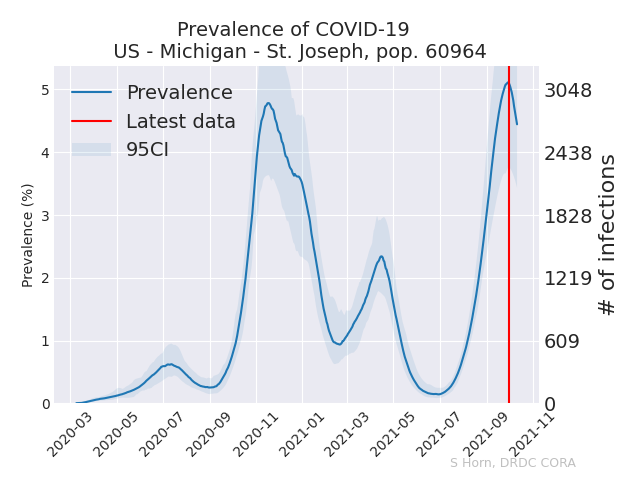 Prevalence of COVID-19
US - Michigan - St. Joseph, pop. 60964
Prevalence
Latest data
95CI
Prevalence (%)
5
4
3
2
1
0
3048
2438
1828
1219
609
0
# of infections
2020-03
2020-05
2020-07
2020-09
2020-11
2021-01
2021-03
2021-05
2021-07
2021-09
2021-11
S Horn, DRDC CORA